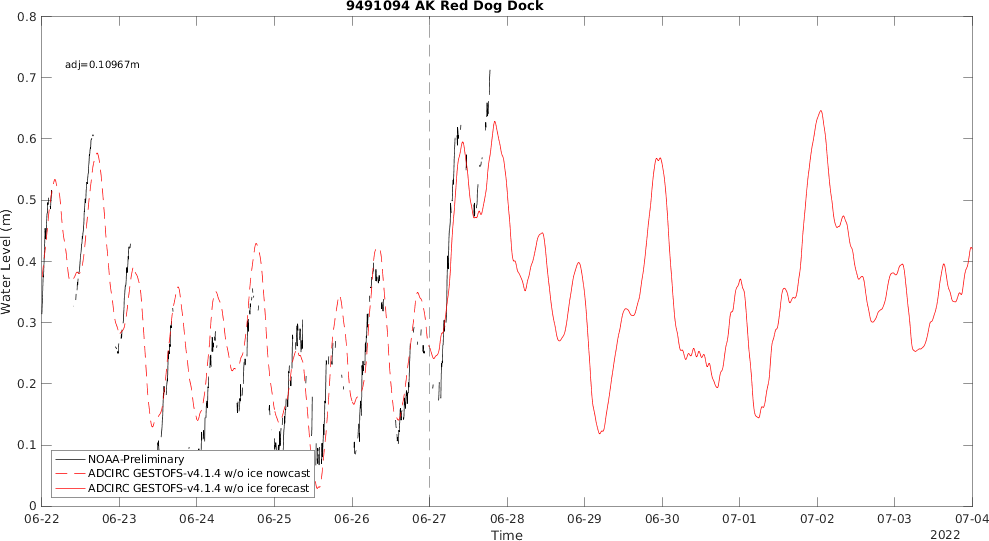 9491094 AK Red Dog Dock
0.8
0.7
0.6
0.5
0.4
0.3
0.2
0.1
0
Water Level (m)
adj=0.10967m
NOAA-Preliminary
ADCIRC GESTOFS-v4.1.4 w/o ice nowcast
ADCIRC GESTOFS-v4.1.4 w/o ice forecast
06-22 06-23 06-24 06-25 06-26 06-27 06-28 06-29 06-30 07-01 07-02 07-03 07-04
Time
2022